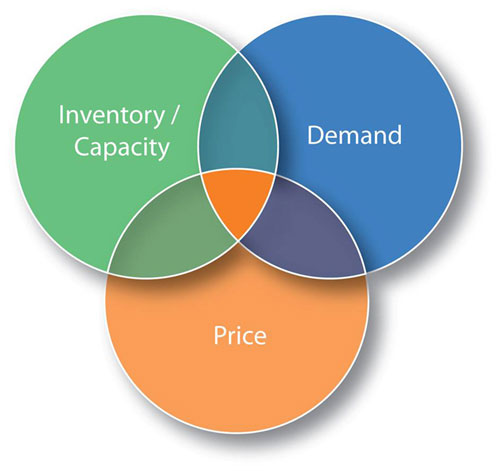 Inventory /
Capacity
Demand
Price